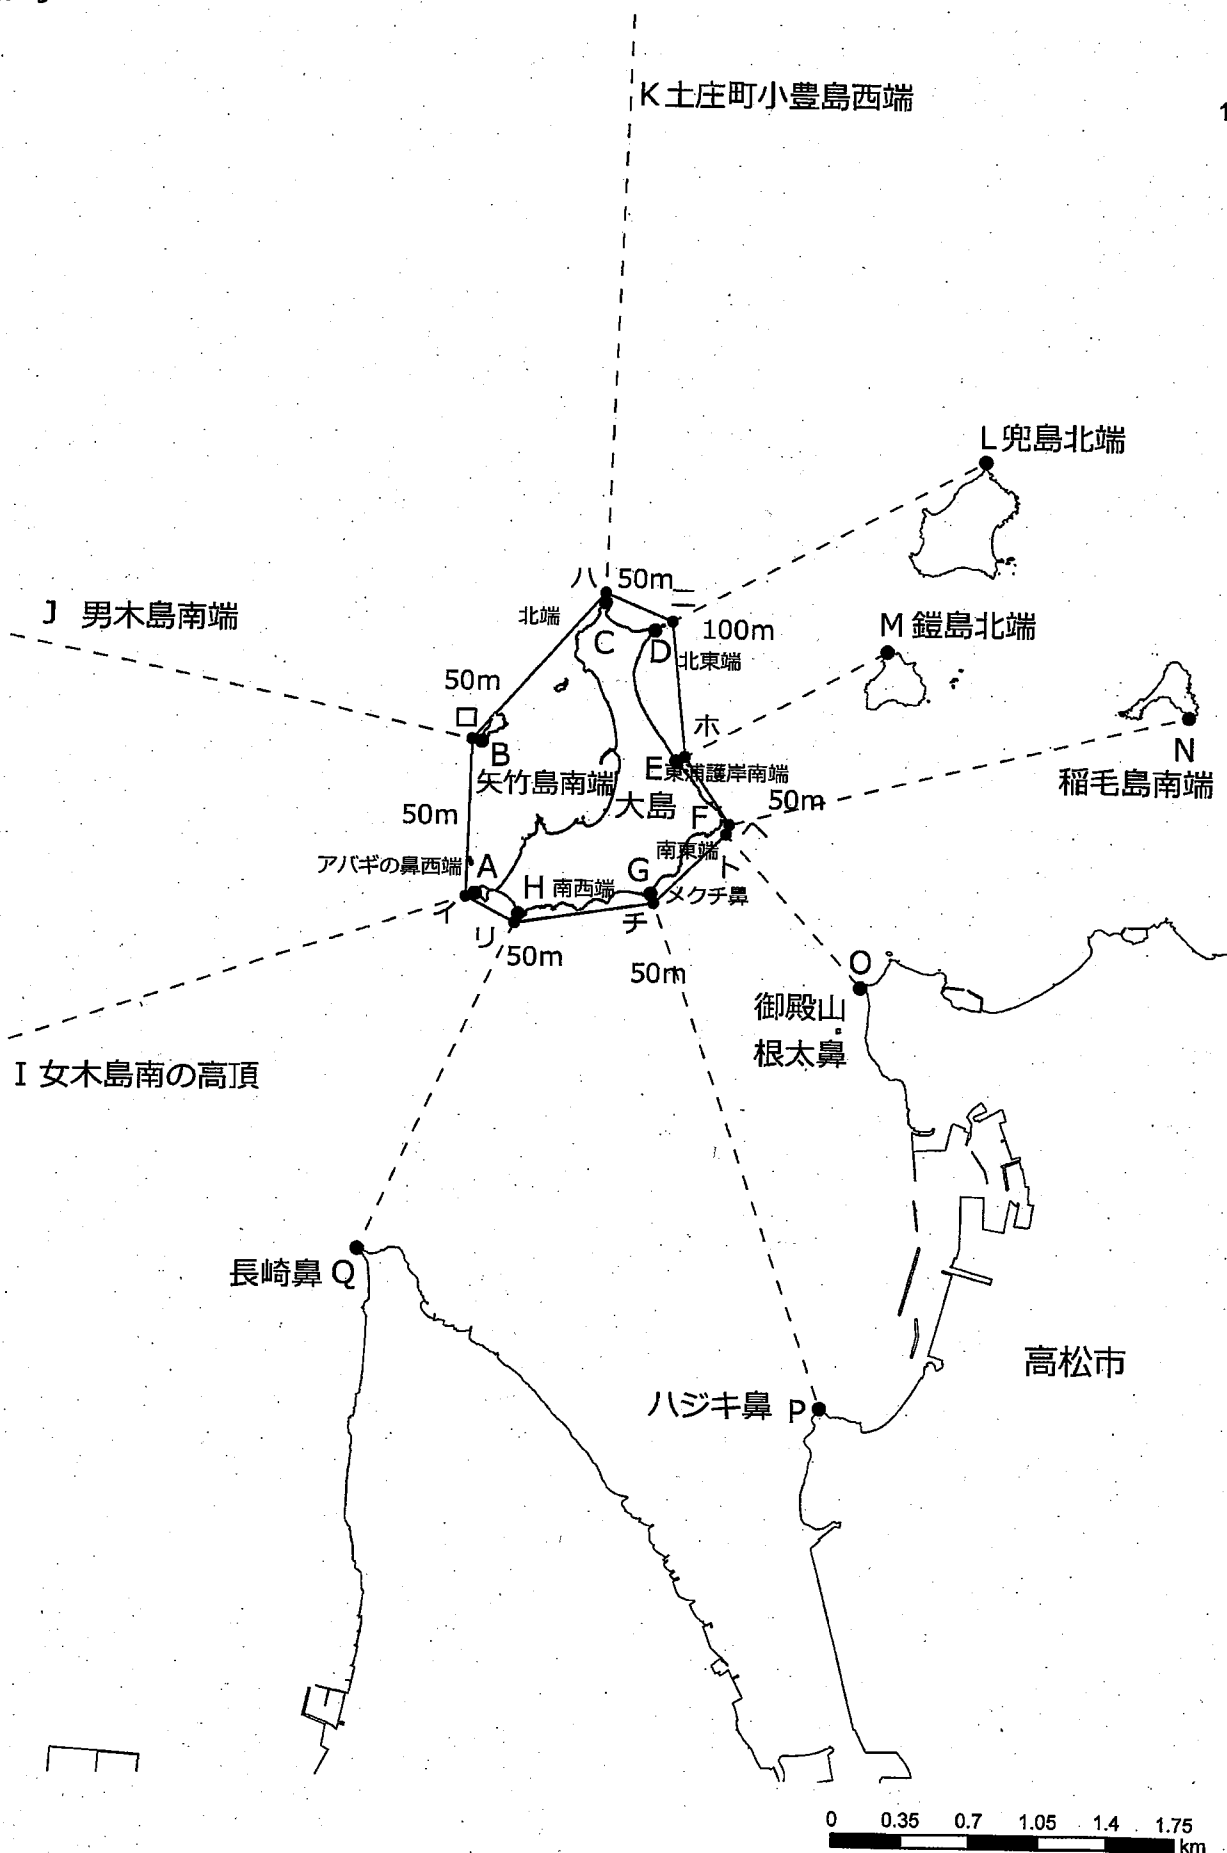 K土庄町小豊島西端
1
L兜島北端
ハ 50m ニ
J 男木島南端
北端
C
D
100m
M鎧島北端
北東端
50m
ロ
B
ホ
N
矢竹島南端
E東浦護岸南端
稲毛島南端
50m
大島
F
50m
ヘ
アバギの鼻西端
A
南東端
ト
H 南西端
G
メクチ鼻
イ
リ
チ
50m
50m
O
御殿山
根太鼻
I 女木島南の高頂
長崎鼻 Q
高松市
ハジキ鼻 P
0 0.35 0.7 1.05 1.4 1.75
km